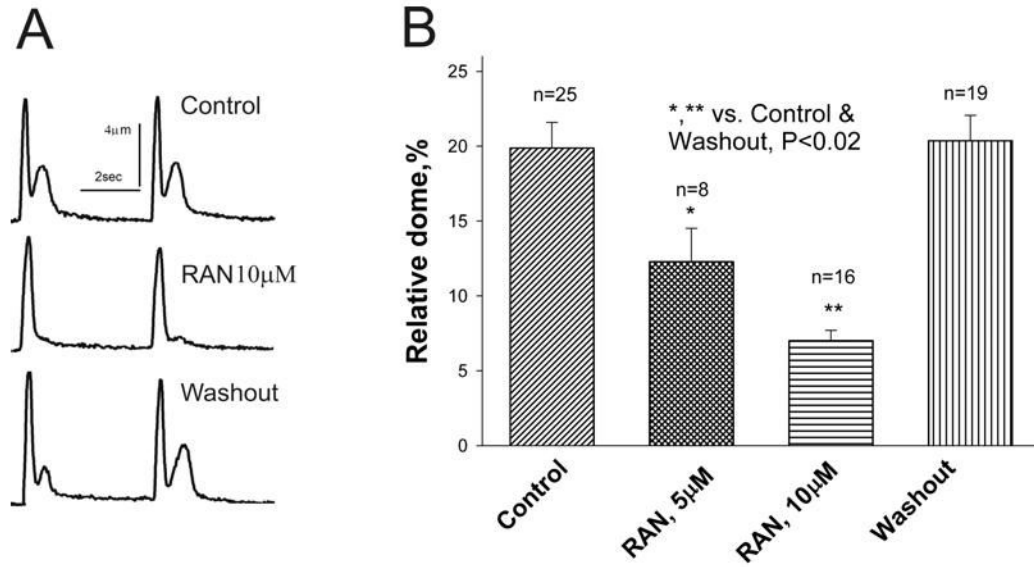 A
Control
4μm
2sec
RAN10μM
Washout
B
Relative dome,%
25
20
15
10
5
0
n=25
n=8
*
n=16
**
n=19
*,** vs. Control &
Washout, P<0.02
Control
RAN, 5μM
RAN, 10μM
Washout